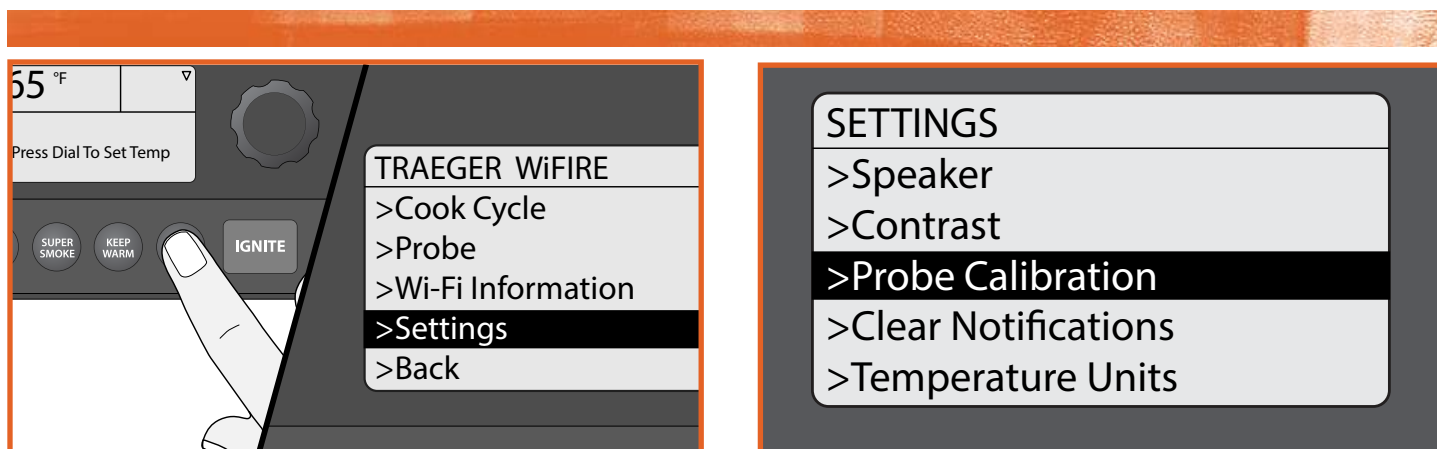 65 °F
Press Dial To Set Temp
SUPER
SMOKE
KEEP
WARM
IGNITE
TRAEGER WiFIRE
>Cook Cycle
>Probe
>Wi-Fi Information
>Settings
>Back
SETTINGS
>Speaker
>Contrast
>Probe Calibration
>Clear Notifications
>Temperature Units